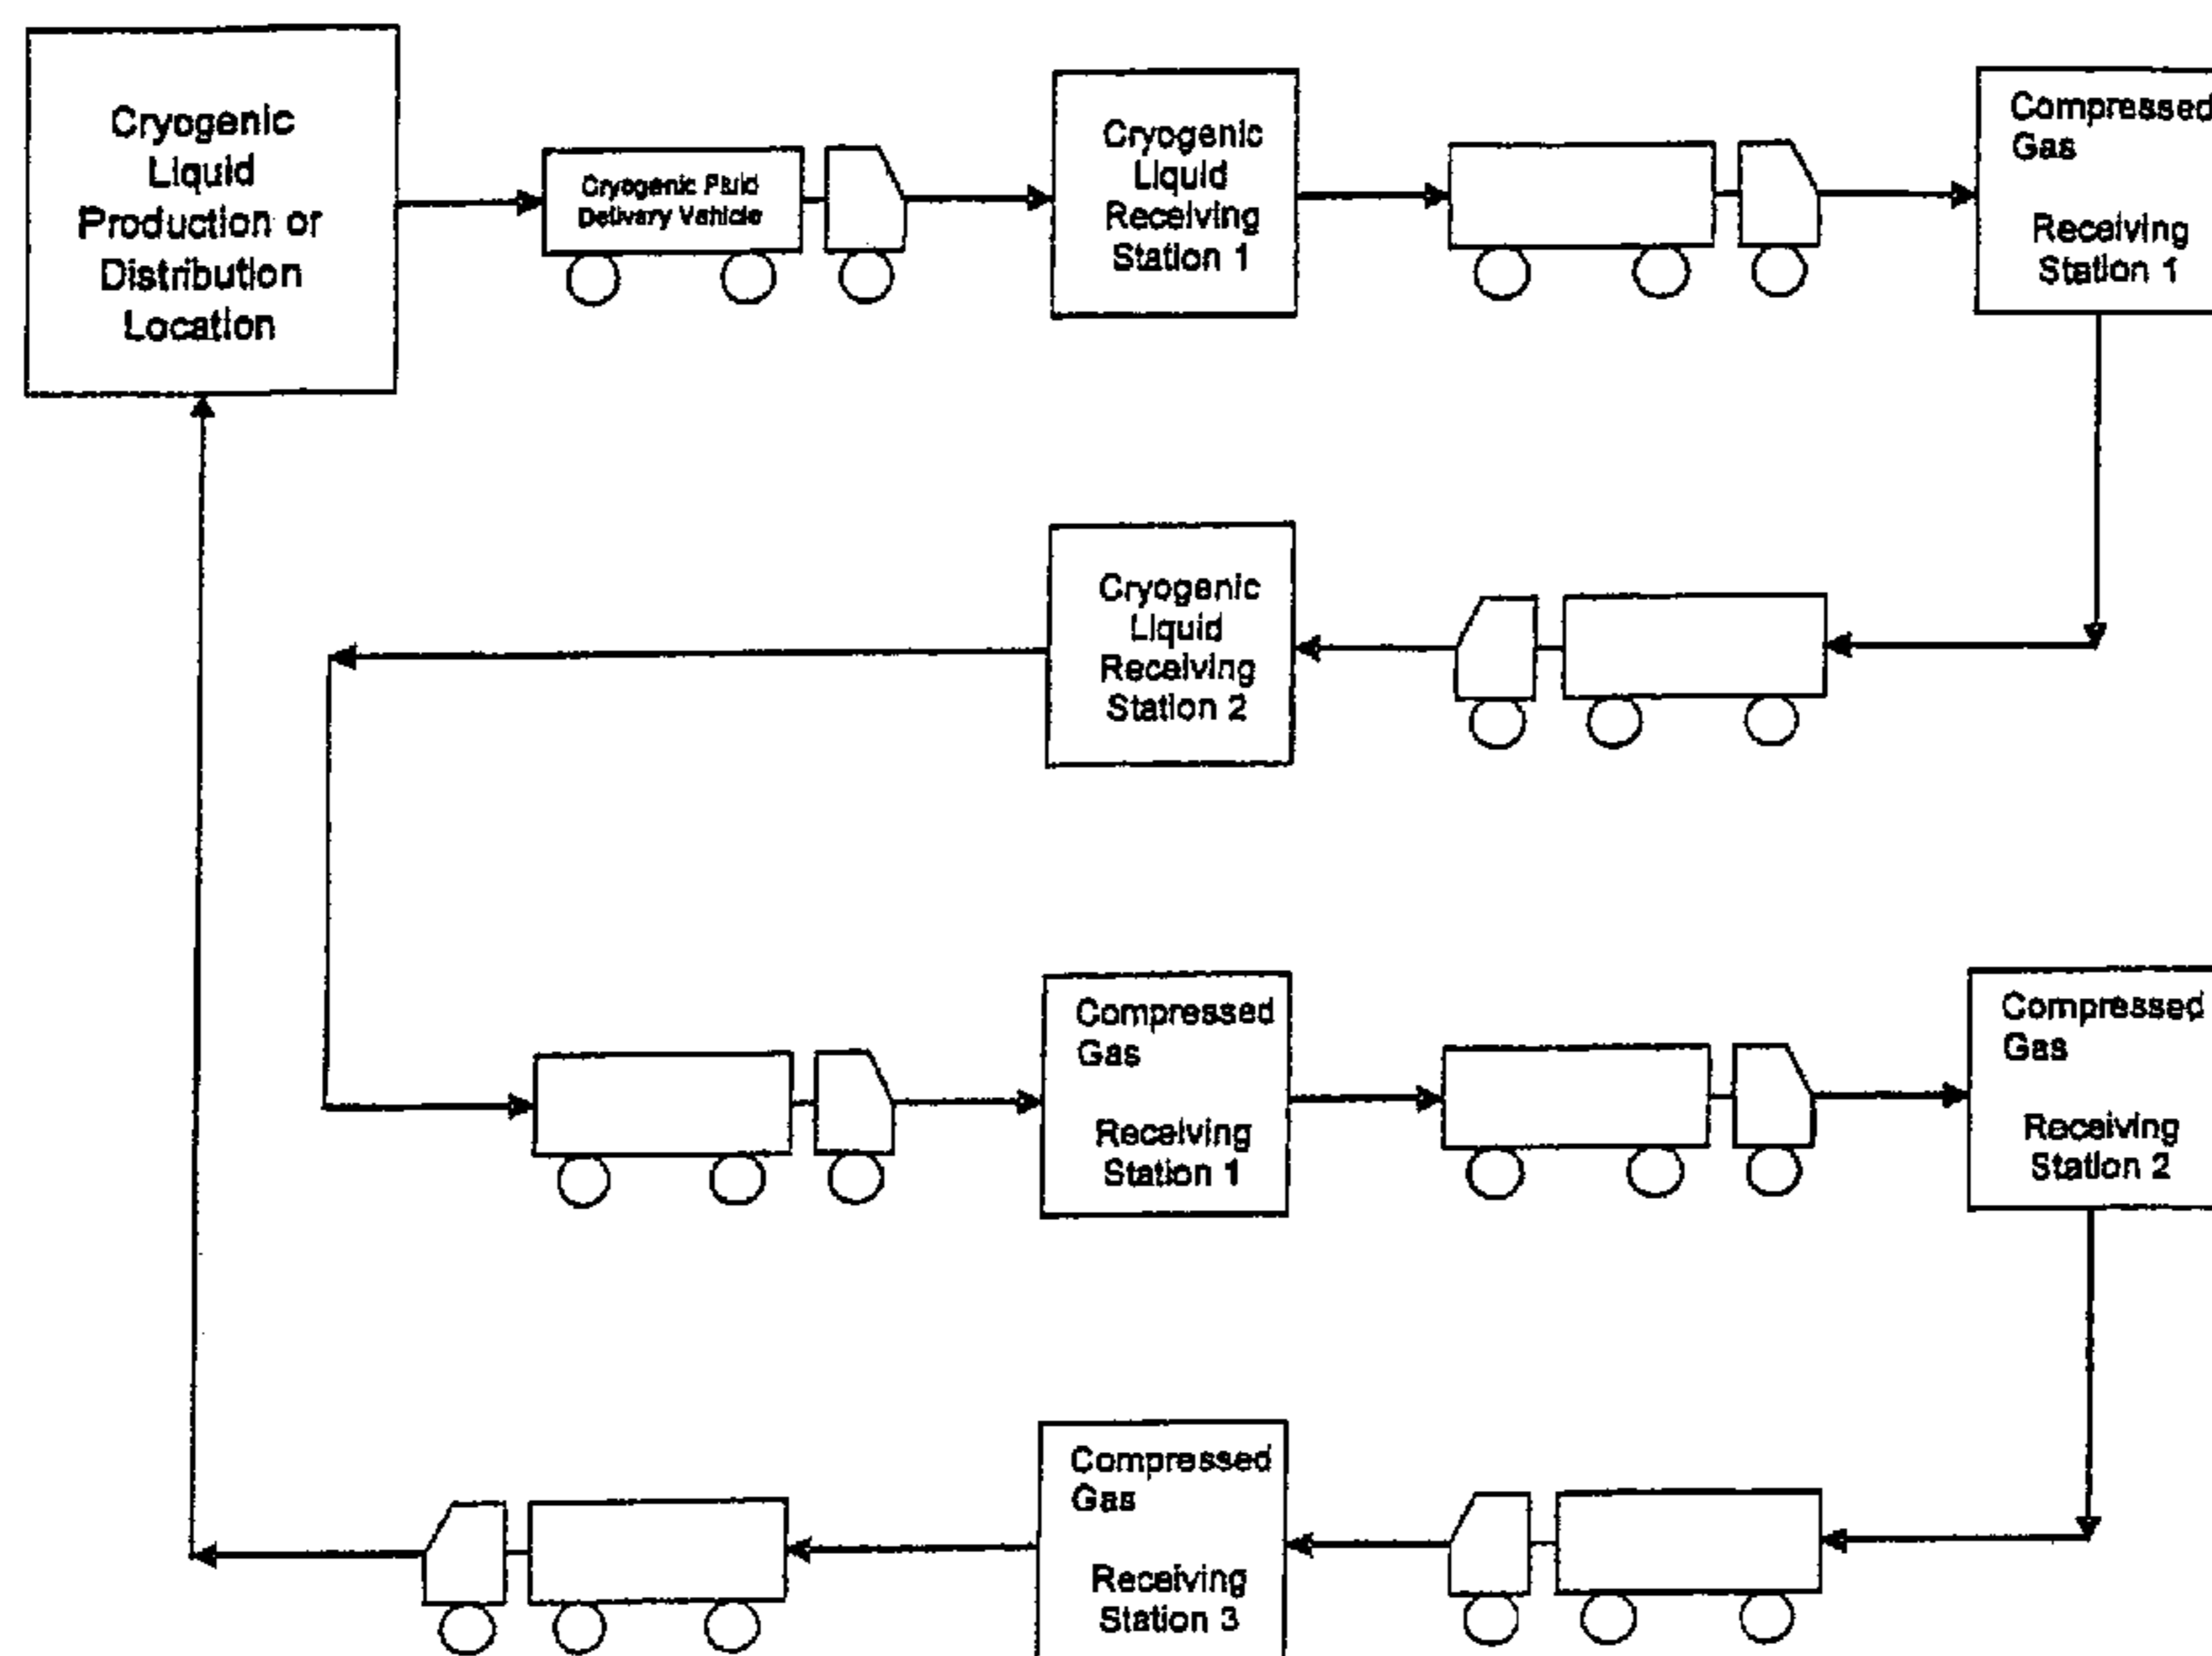 Cryogenic
Liquid
Production or
Distribution
Location
Cryogenic Fluid
Delivery Vehicle
Cryogenic
Liquid
Receiving
Station 1
Compressed
Gas
Receiving
Station 1
Cryogenic
Liquid
Receiving
Station 2
Compressed
Gas
Receiving
Station 1
Compressed
Gas
Receiving
Station 2
Compressed
Gas
Receiving
Station 3